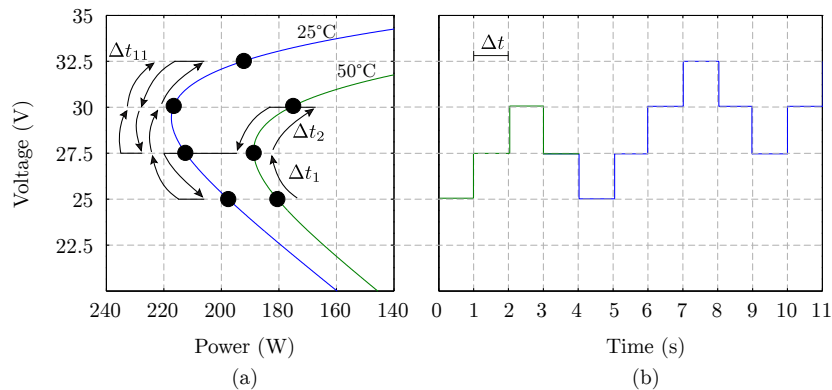 35
32.5
30
27.5
25
22.5
Voltage (V)
240 220 200 180 160 140
Power (W)
(a)
25°C
50°C
Δt₁₁
Δt₂
Δt₁
Δt
0 1 2 3 4 5 6 7 8 9 10 11
Time (s)
(b)